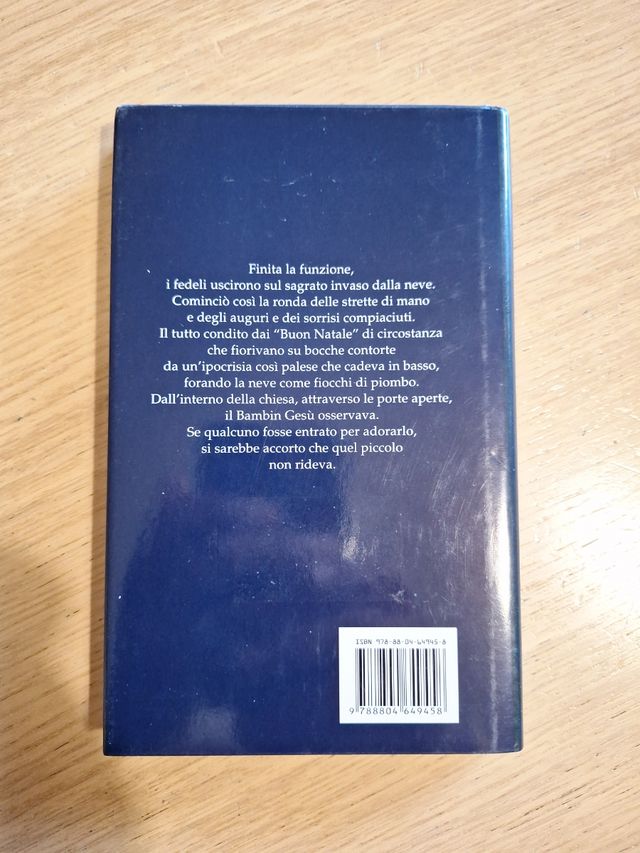 Finita la funzione,
i fedeli uscirono sul sagrato invaso dalla neve.
Cominciò così la ronda delle strette di mano
e degli auguri e dei sorrisi compiaciuti.
Il tutto condito dai “Buon Natale” di circostanza
che fiorivano su bocche contorte
da un'ipocrisia così palese che cadeva in basso,
forando la neve come fiocchi di piombo.
Dall'interno della chiesa, attraverso le porte aperte,
il Bambin Gesù osservava.
Se qualcuno fosse entrato per adorarlo,
si sarebbe accorto che quel piccolo
non rideva.
ISBN 978-88-04-64945-8
9 788804 649458